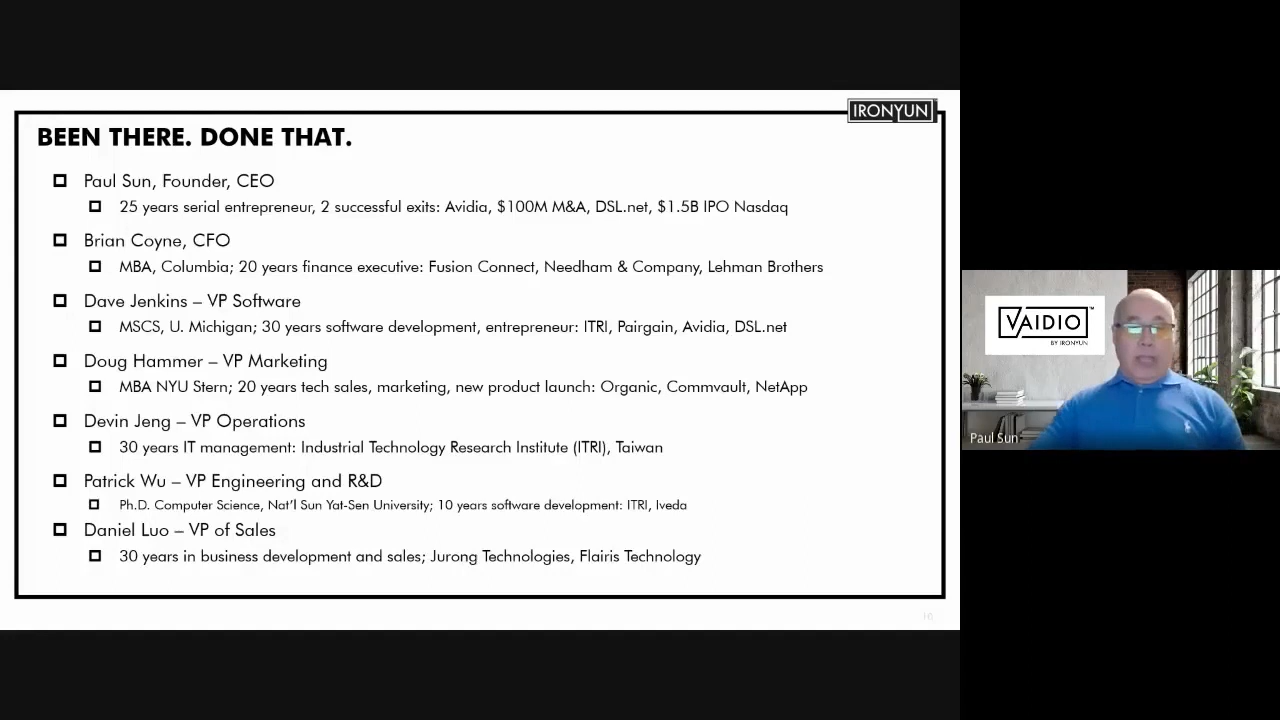 IRONYUN
BEEN THERE. DONE THAT.
Paul Sun, Founder, CEO
25 years serial entrepreneur, 2 successful exits: Avidia, $100M M&A, DSL.net, $1.5B IPO Nasdaq
Brian Coyne, CFO
MBA, Columbia; 20 years finance executive: Fusion Connect, Needham & Company, Lehman Brothers
Dave Jenkins – VP Software
MSCS, U. Michigan; 30 years software development, entrepreneur: ITRI, Pairgain, Avidia, DSL.net
Doug Hammer – VP Marketing
MBA NYU Stern; 20 years tech sales, marketing, new product launch: Organic, Commvault, NetApp
Devin Jeng – VP Operations
30 years IT management: Industrial Technology Research Institute (ITRI), Taiwan
Patrick Wu – VP Engineering and R&D
Ph.D. Computer Science, Nat'l Sun Yat-Sen University; 10 years software development: ITRI, Iveda
Daniel Luo – VP of Sales
30 years in business development and sales; Jurong Technologies, Flairis Technology
10
VAIDIO™
BY IRONYUN
Paul Sun